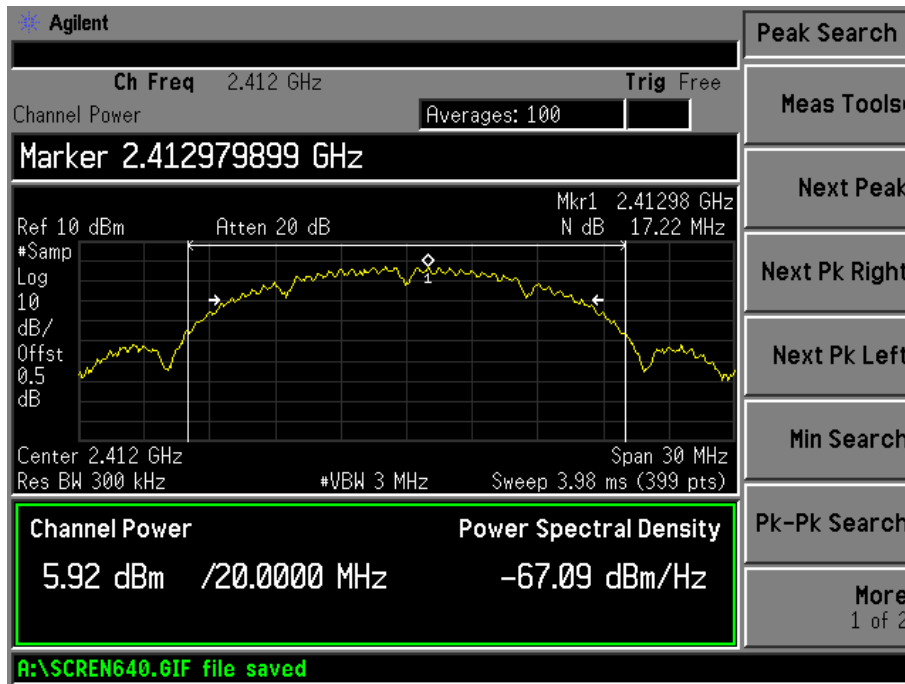 Agilent
Peak Search
Ch Freq 2.412 GHz Trig Free
Channel Power Averages: 100
Meas Tools
Marker 2.412979899 GHz
Next Peak
Mkr1 2.41298 GHz
Ref 10 dBm Atten 20 dB N dB 17.22 MHz
#Samp
Log
10
dB/
Offst
0.5
dB
1
Next Pk Right
Next Pk Left
Min Search
Center 2.412 GHz Span 30 MHz
Res BW 300 kHz #VBW 3 MHz Sweep 3.98 ms (399 pts)
Pk-Pk Search
Channel Power Power Spectral Density
5.92 dBm /20.0000 MHz -67.09 dBm/Hz
More
1 of 2
A:\SCREN640.GIF file saved